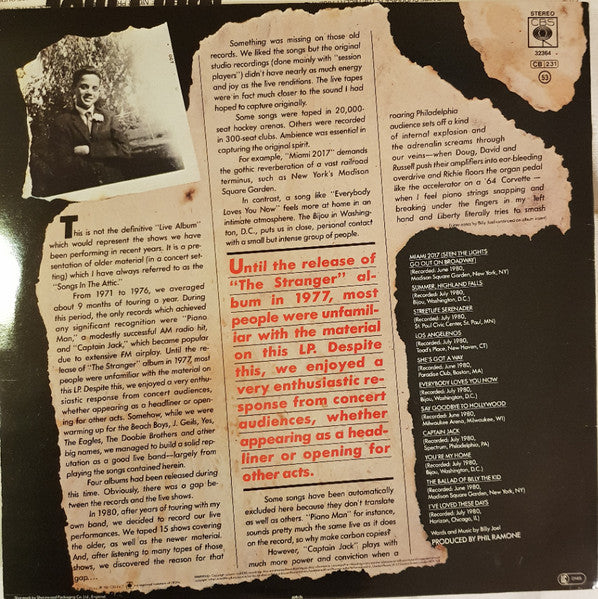 This is not the definitive "Live Album"
which would represent the shows we have
been performing in recent years. It is a pre-
sentation of older material (in a concert set-
ting) which I have always referred to as the
"Songs In The Attic."
From 1971 to 1976, we averaged
about 9 months of touring a year. During
this period, the only records which achieved
any significant recognition were "Piano
Man," a modestly successful AM radio hit,
and "Captain Jack," which became popular
due to extensive FM airplay. Until the re-
lease of "The Stranger" album in 1977, most
people were unfamiliar with the material on
this LP. Despite this, we enjoyed a very enthu-
siastic response from concert audiences,
whether appearing as a headliner or open-
ing for other acts. Somehow, while we were
warming up for the Beach Boys, J. Geils, Yes,
The Eagles, The Doobie Brothers and other
big names, we managed to build a solid rep-
utation as a good live band—largely from
playing the songs contained herein.
Four albums had been released during
this time. Obviously, there was a gap be-
tween the records and the live shows.
In 1980, after years of touring with my
own band, we decided to record our live
performances. We taped 15 shows covering
the older, as well as the newer material.
And, after listening to many tapes of those
shows, we discovered the reason for that
gap....
Something was missing on those old
records. We liked the songs but the original
studio recordings (done mainly with "session
players") didn't have nearly as much energy
and joy as the live renditions. The live tapes
were in fact much closer to the sound I had
hoped to capture originally.
Some songs were taped in 20,000-
seat hockey arenas. Others were recorded
in 300-seat clubs. Ambience was essential in
capturing the original spirit.
For example, "Miami 2017" demands
the gothic reverberation of a vast railroad
terminus, such as New York's Madison
Square Garden.
In contrast, a song like "Everybody
Loves You Now" feels more at home in an
intimate atmosphere. The Bijou in Washing-
ton, D.C., puts us in close, personal contact
with a small but intense group of people.
Until the release of
"The Stranger" al-
bum in 1977, most
people were unfamil-
iar with the material
on this LP. Despite
this, we enjoyed a
very enthusiastic re-
sponse from concert
audiences, whether
appearing as a head-
liner or opening for
other acts.
Some songs have been automatically
excluded here because they don't translate
as well as others. "Piano Man" for instance,
sounds pretty much the same live as it does
on the record, so why make carbon copies?
However, "Captain Jack" plays with
much more power and conviction when a
roaring Philadelphia
audience sets off a kind
of internal explosion and
the adrenalin screams through
our veins—when Doug, David and
Russell push their amplifiers into ear-bleeding
overdrive and Richie floors the organ pedal
like the accelerator on a '64 Corvette —
when I feel piano strings snapping and
breaking under the fingers in my left
hand and Liberty literally tries to smash
(Liner notes by Billy Joel continued on album insert)
STEREO
CBS
32364
CB 231
53
MIAMI 2017 (SEEN THE LIGHTS
GO OUT ON BROADWAY)
(Recorded: June 1980,
Madison Square Garden, New York, NY)
SUMMER, HIGHLAND FALLS
(Recorded: July 1980,
Bijou, Washington, D.C.)
STREETLIFE SERENADER
(Recorded: July 1980,
St. Paul Civic Center, St. Paul, MN)
LOS ANGELENOS
(Recorded: July 1980,
Toad's Place, New Haven, CT)
SHE'S GOT A WAY
(Recorded: June 1980,
Paradise Club, Boston, MA)
EVERYBODY LOVES YOU NOW
(Recorded: July 1980,
Bijou, Washington, D.C.)
SAY GOODBYE TO HOLLYWOOD
(Recorded: June 1980,
Milwaukee Arena, Milwaukee, WI)
CAPTAIN JACK
(Recorded: July 1980,
Spectrum, Philadelphia, PA)
YOU'RE MY HOME
(Recorded: July 1980,
Bijou, Washington, D.C.)
THE BALLAD OF BILLY THE KID
(Recorded: June 1980,
Madison Square Garden, New York, NY)
I'VE LOVED THESE DAYS
(Recorded: July 1980,
Horizon, Chicago, IL)
Words and Music by Billy Joel
PRODUCED BY PHIL RAMONE